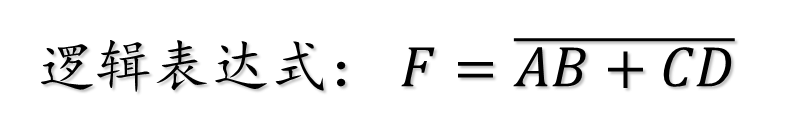 逻辑表达式： $F = \overline{AB + CD}$